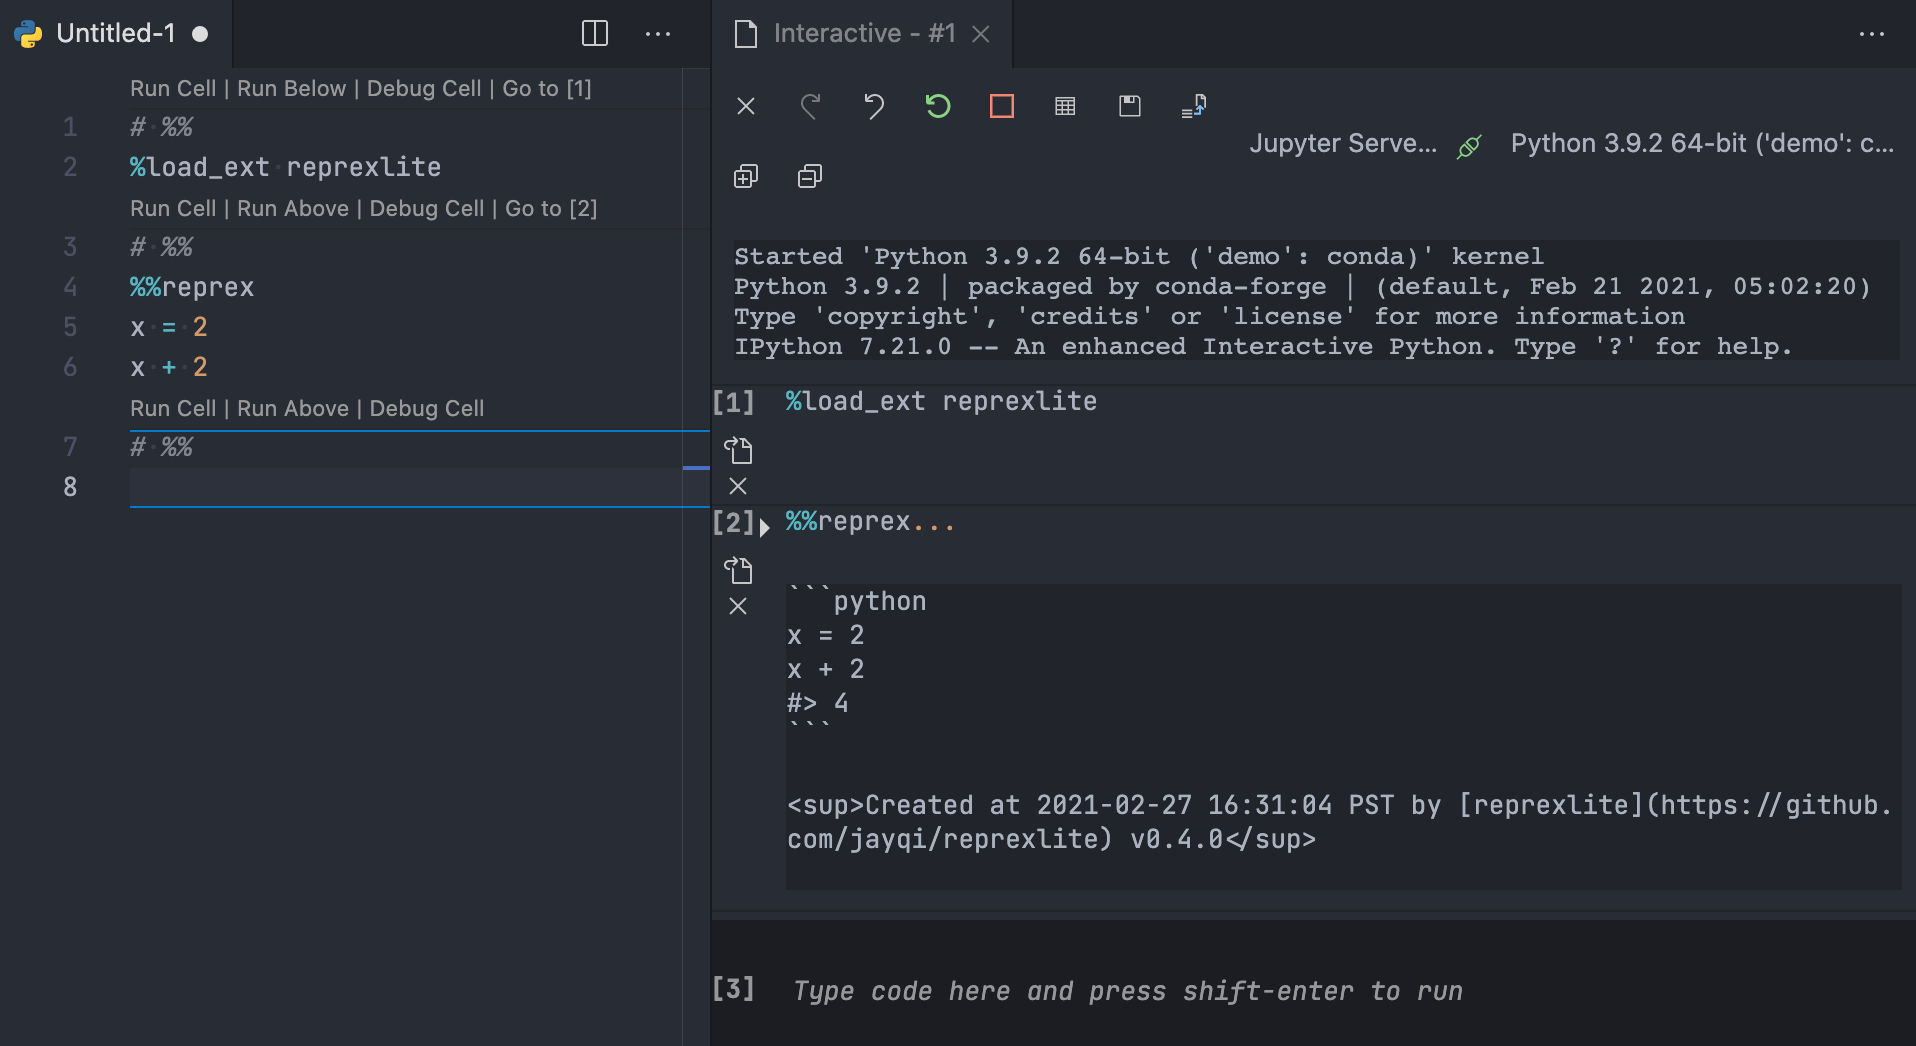 Untitled-1
Run Cell | Run Below | Debug Cell | Go to [1]
1 # %%
2 %load_ext reprexlite
Run Cell | Run Above | Debug Cell | Go to [2]
3 # %%
4 %%reprex
5 x = 2
6 x + 2
Run Cell | Run Above | Debug Cell
7 # %%
8
Interactive - #1
Jupyter Serve... Python 3.9.2 64-bit ('demo': c...
Started 'Python 3.9.2 64-bit ('demo': conda)' kernel
Python 3.9.2 | packaged by conda-forge | (default, Feb 21 2021, 05:02:20)
Type 'copyright', 'credits' or 'license' for more information
IPython 7.21.0 -- An enhanced Interactive Python. Type '?' for help.
[1] %load_ext reprexlite
[2] %%reprex...
```python
x = 2
x + 2
#> 4
```
<sup>Created at 2021-02-27 16:31:04 PST by [reprexlite](https://github.
com/jayqi/reprexlite) v0.4.0</sup>
[3] Type code here and press shift-enter to run